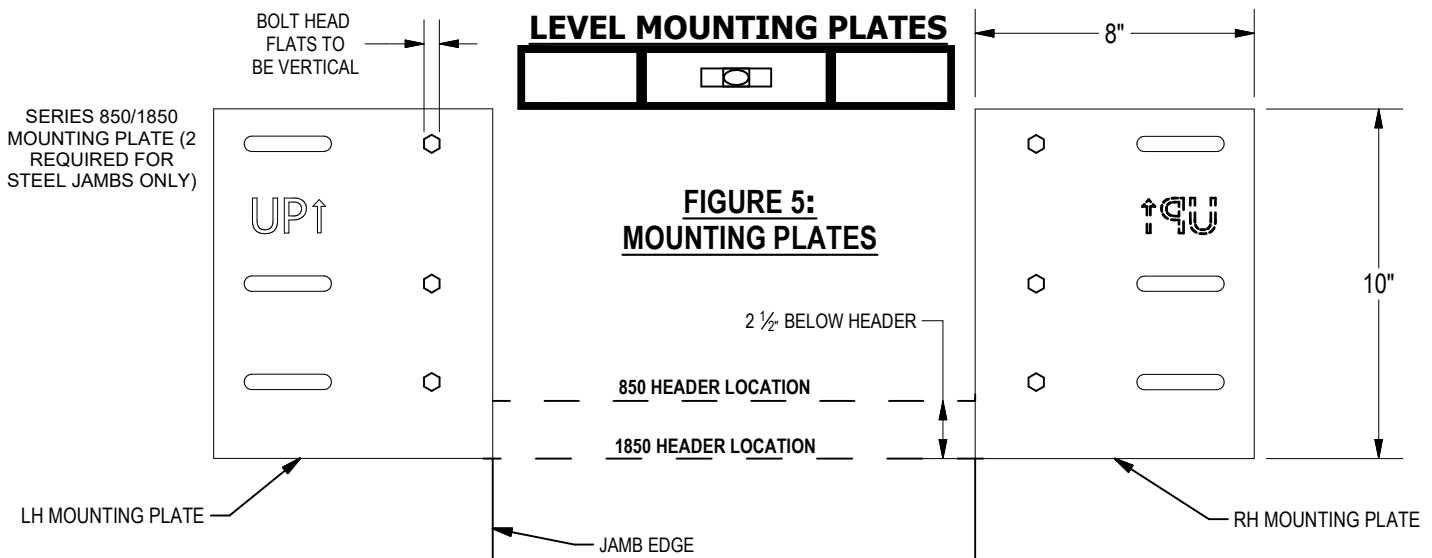 BOLT HEAD
FLATS TO
BE VERTICAL
LEVEL MOUNTING PLATES
8"
SERIES 850/1850
MOUNTING PLATE (2
REQUIRED FOR
STEEL JAMBS ONLY)
UP↑
FIGURE 5:
MOUNTING PLATES
UP↑
10"
2 ½" BELOW HEADER
850 HEADER LOCATION
1850 HEADER LOCATION
LH MOUNTING PLATE
JAMB EDGE
RH MOUNTING PLATE